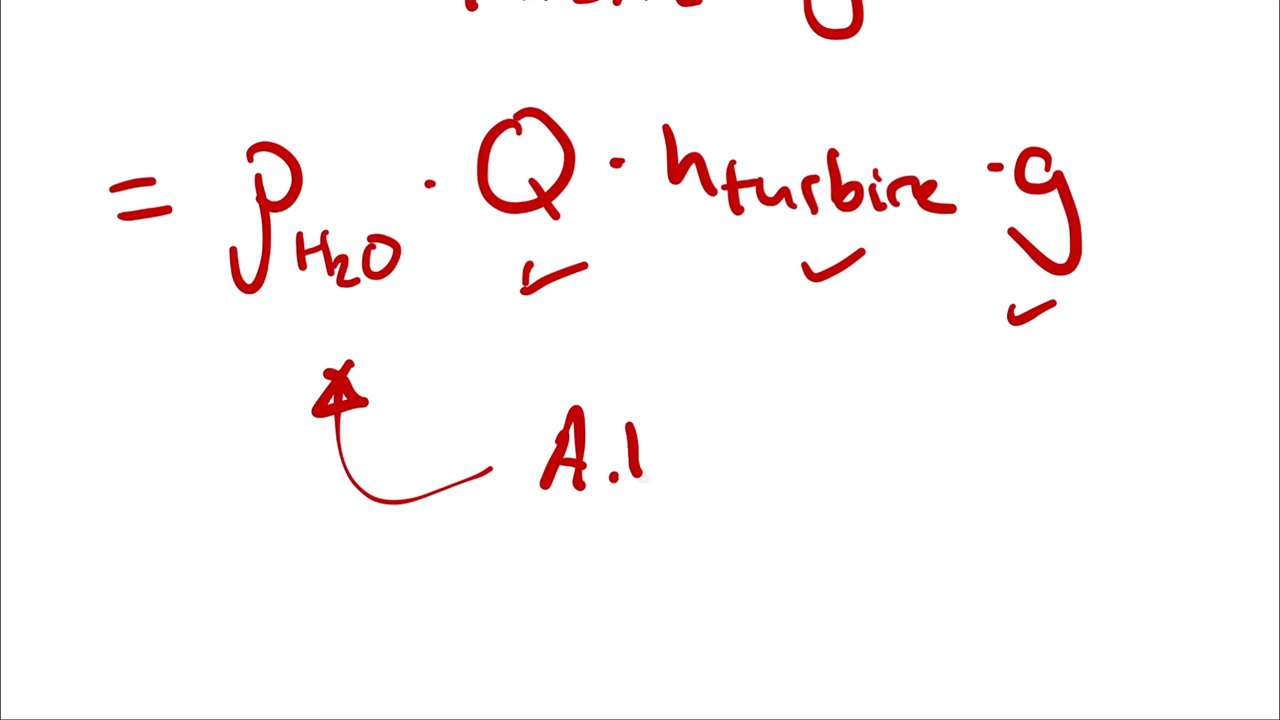 = ρH₂O · Q · hturbine · g
A.1